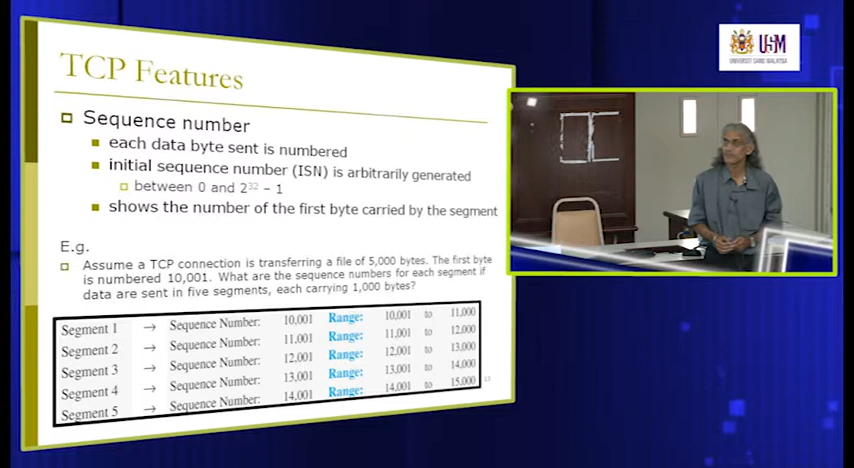 TCP Features
Sequence number
each data byte sent is numbered
initial sequence number (ISN) is arbitrarily generated
between 0 and 2³² – 1
shows the number of the first byte carried by the segment
E.g.
Assume a TCP connection is transferring a file of 5,000 bytes. The first byte
is numbered 10,001. What are the sequence numbers for each segment if
data are sent in five segments, each carrying 1,000 bytes?
Segment 1 → Sequence Number: 10,001 Range: 10,001 to 11,000
Segment 2 → Sequence Number: 11,001 Range: 11,001 to 12,000
Segment 3 → Sequence Number: 12,001 Range: 12,001 to 13,000
Segment 4 → Sequence Number: 13,001 Range: 13,001 to 14,000
Segment 5 → Sequence Number: 14,001 Range: 14,001 to 15,000
13
USM
UNIVERSITI SAINS MALAYSIA